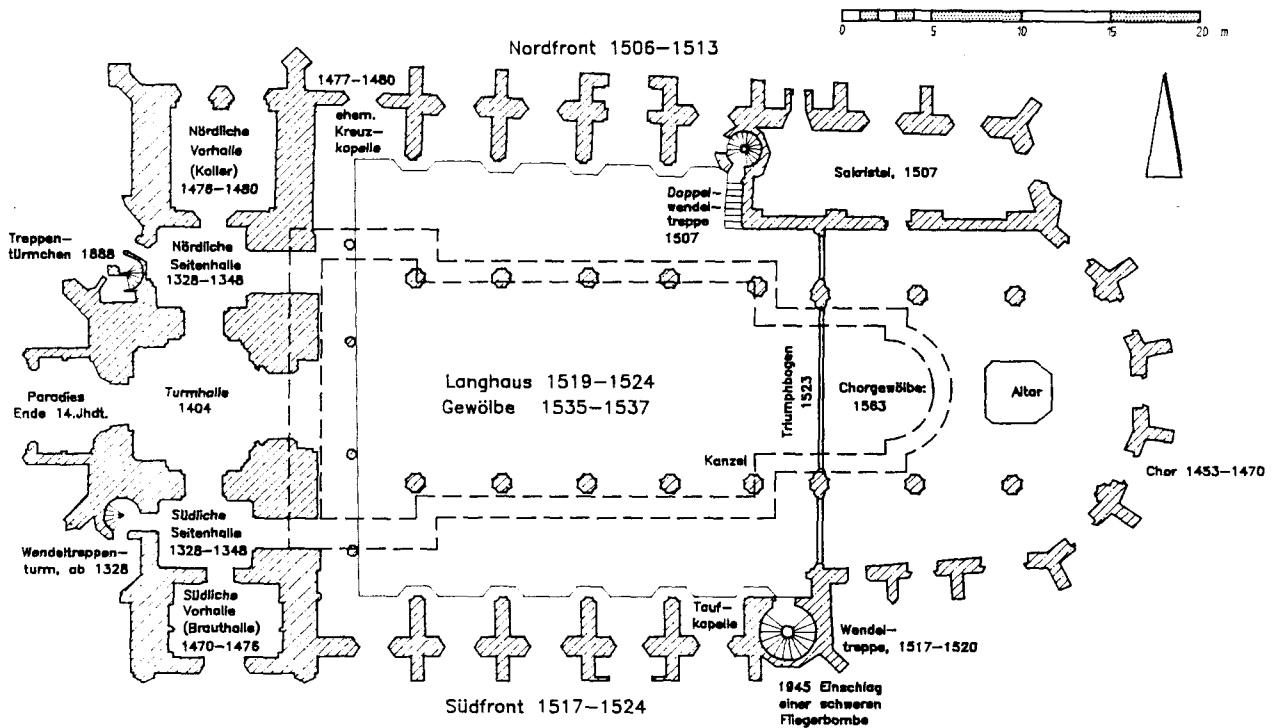 0 5 10 15 20 m
Nordfront 1506–1513
1477–1480
ehem.
Kreuz-
kapelle
Nördliche
Vorhalle
(Koller)
1478–1480
Sakristei, 1507
Doppel-
wendel-
treppe
1507
Treppen-
türmchen 1888
Nördliche
Seitenhalle
1328–1348
Langhaus 1519–1524
Gewölbe 1535–1537
Triumphbogen
1523
Chorgewölbe:
1563
Altar
Turmhalle
1404
Paradies
Ende 14.Jhdt.
Kanzel
Chor 1453–1470
Südliche
Seitenhalle
1328–1348
Wendeltreppen-
turm, ab 1328
Südliche
Vorhalle
(Brauthalle)
1470–1476
Tauf-
kapelle
Wendel-
treppe, 1517–1520
1945 Einschlag
einer schweren
Fliegerbombe
Südfront 1517–1524